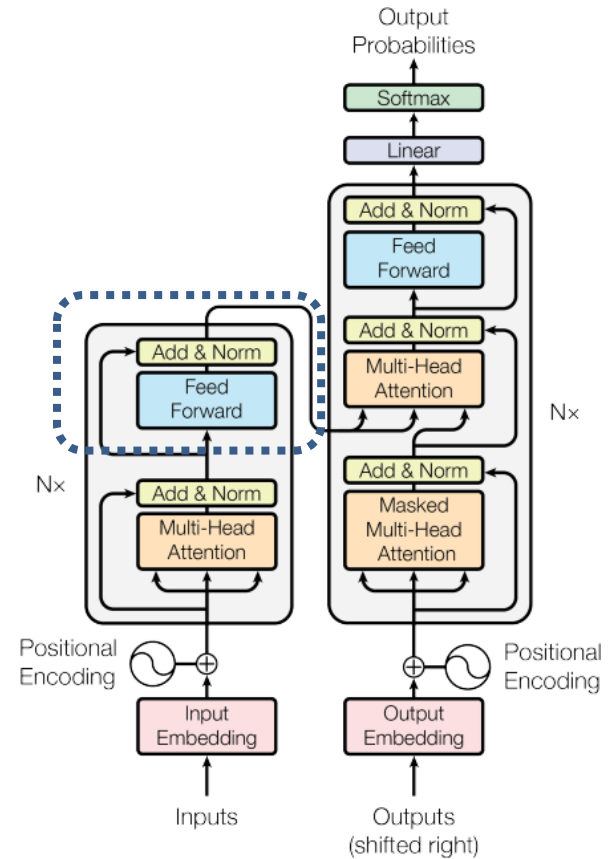 Output
Probabilities
Softmax
Linear
Add & Norm
Feed
Forward
Add & Norm
Multi-Head
Attention
Nx
Add & Norm
Masked
Multi-Head
Attention
Add & Norm
Feed
Forward
Nx
Add & Norm
Multi-Head
Attention
Positional
Encoding
Positional
Encoding
Input
Embedding
Output
Embedding
Inputs
Outputs
(shifted right)